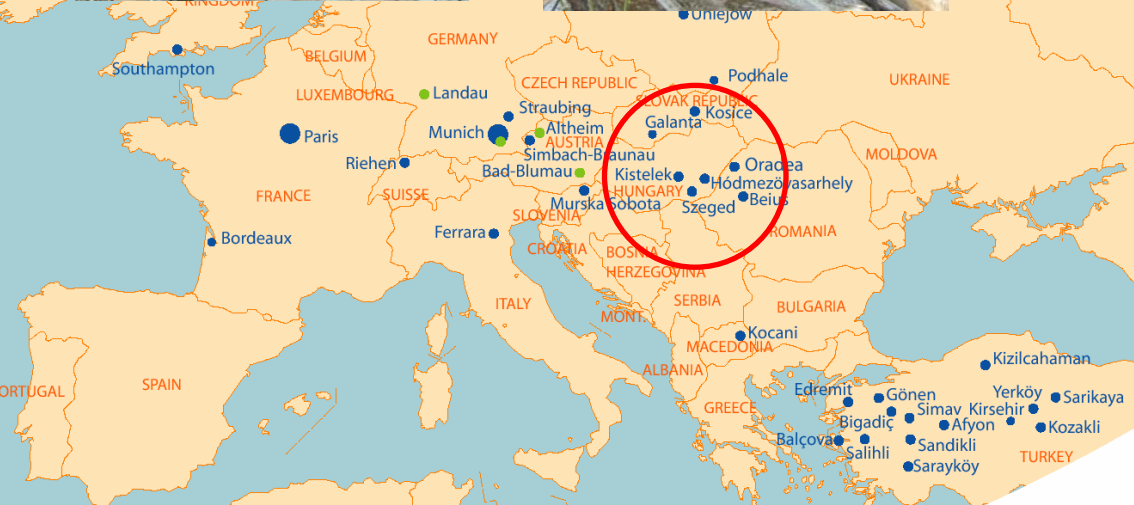 KINGDOM
Uniejów
GERMANY
Southampton
BELGIUM
Podhale
UKRAINE
CZECH REPUBLIC
LUXEMBOURG
Landau
SLOVAK REPUBLIC
Straubing
Kosice
Galanta
Paris
Munich
Altheim
AUSTRIA
Simbach-Braunau
MOLDOVA
Riehen
Bad-Blumau
Oradea
Kistelek
Hódmezövasarhely
FRANCE
SUISSE
HUNGARY
Beius
Murska Sobota
Szeged
SLOVENIA
Ferrara
ROMANIA
Bordeaux
CROATIA
BOSNIA
HERZEGOVINA
ITALY
SERBIA
BULGARIA
MONT.
Kocani
MACEDONIA
Kizilcahaman
ALBANIA
SPAIN
PORTUGAL
Edremit
Gönen
Yerköy
Sarikaya
GREECE
Simav
Kirsehir
Bigadiç
Afyon
Kozakli
Balçova
Salihli
Sandikli
TURKEY
Sarayköy